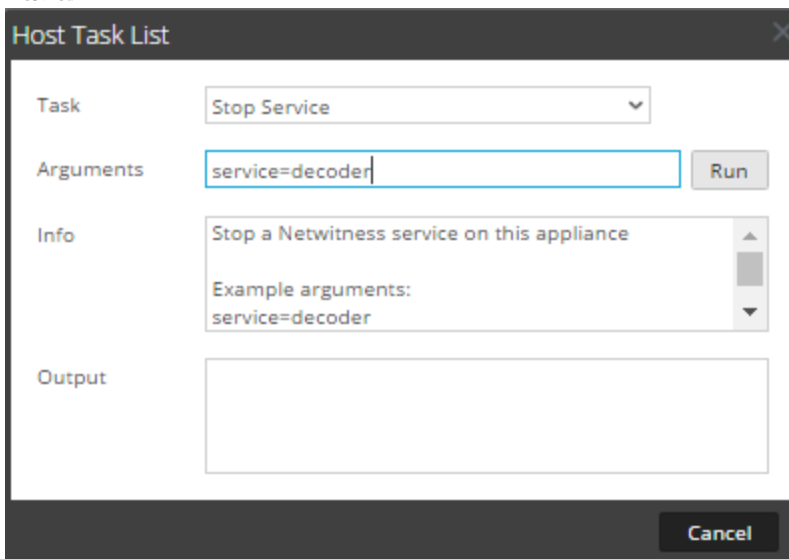 Host Task List
Task
Stop Service
Arguments
service=decoder
Run
Info
Stop a Netwitness service on this appliance
Example arguments:
service=decoder
Output
Cancel